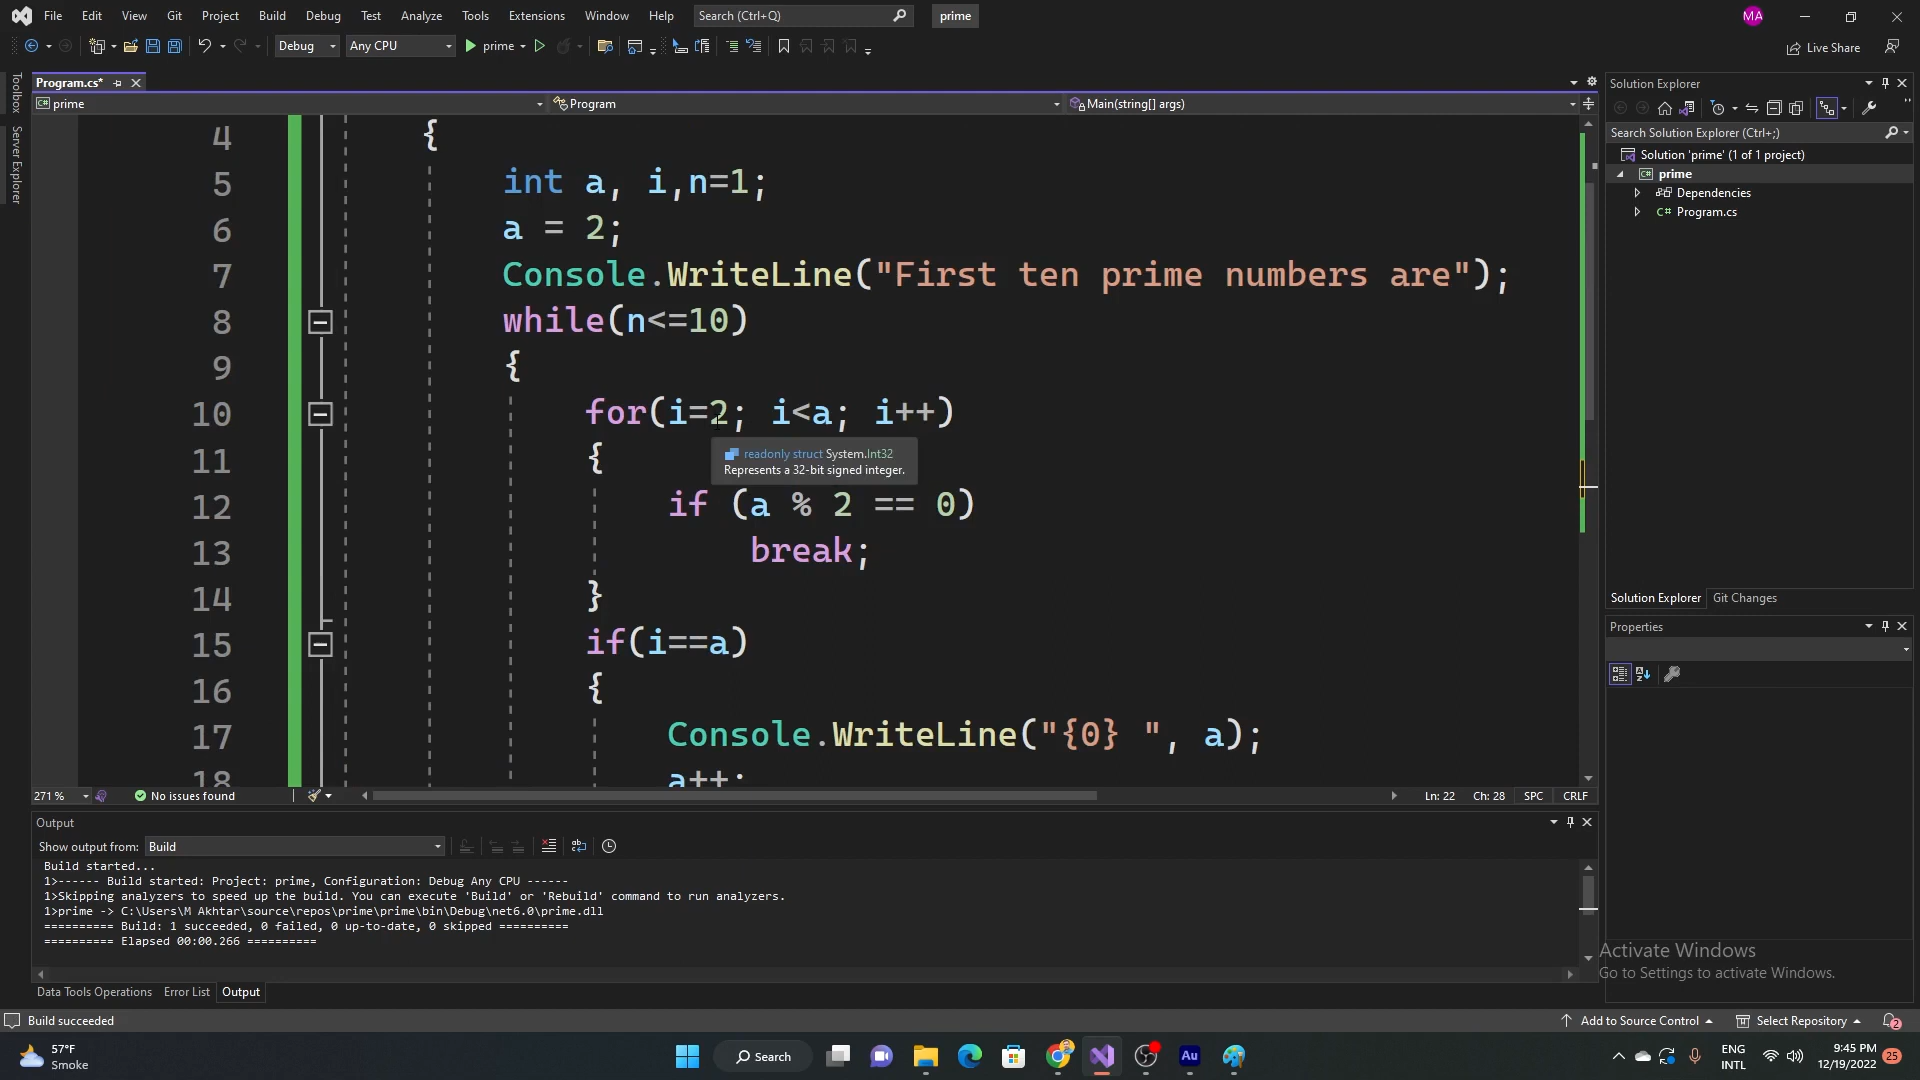 File Edit View Git Project Build Debug Test Analyze Tools Extensions Window Help Search (Ctrl+Q) prime MA
Debug Any CPU prime Live Share
Program.cs*
prime Program Main(string[] args)
Toolbox
Server Explorer
4 {
5 int a, i,n=1;
6 a = 2;
7 Console.WriteLine("First ten prime numbers are");
8 while(n<=10)
9 {
10 for(i=2; i<a; i++)
11 {
readonly struct System.Int32
Represents a 32-bit signed integer.
12 if (a % 2 == 0)
13 break;
14 }
15 if(i==a)
16 {
17 Console.WriteLine("{0} ", a);
18 a++;
271 % No issues found Ln: 22 Ch: 28 SPC CRLF
Solution Explorer
Search Solution Explorer (Ctrl+;)
Solution 'prime' (1 of 1 project)
C# prime
Dependencies
C# Program.cs
Solution Explorer Git Changes
Properties
Output
Show output from: Build
Build started...
1>------ Build started: Project: prime, Configuration: Debug Any CPU ------
1>Skipping analyzers to speed up the build. You can execute 'Build' or 'Rebuild' command to run analyzers.
1>prime -> C:\Users\M Akhtar\source\repos\prime\prime\bin\Debug\net6.0\prime.dll
========== Build: 1 succeeded, 0 failed, 0 up-to-date, 0 skipped ==========
========== Elapsed 00:00.266 ==========
Activate Windows
Go to Settings to activate Windows.
Data Tools Operations Error List Output
Build succeeded Add to Source Control Select Repository 2
57°F
Smoke
Search
Au
ENG
INTL
9:45 PM
12/19/2022
25